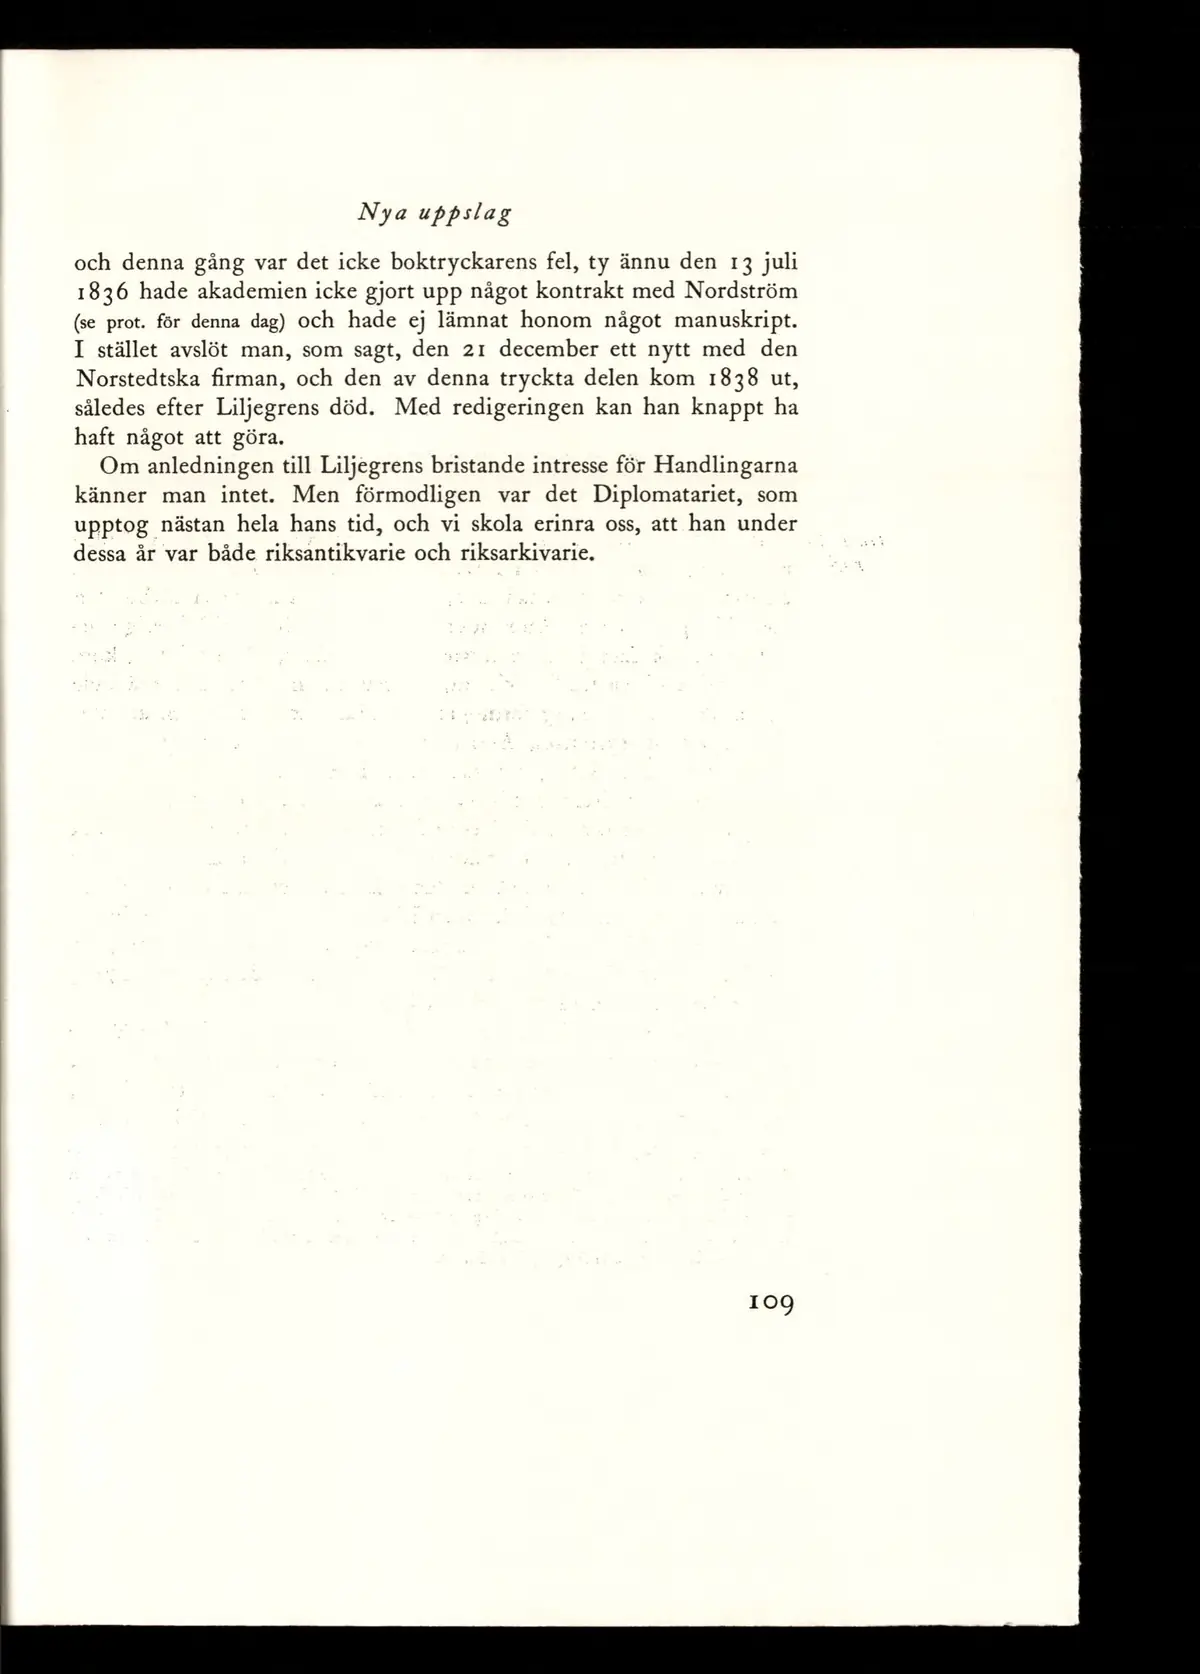 Nya uppslag
och denna gång var det icke boktryckarens fel, ty ännu den 13 juli
1836 hade akademien icke gjort upp något kontrakt med Nordström
(se prot. för denna dag) och hade ej lämnat honom något manuskript.
I stället avslöt man, som sagt, den 21 december ett nytt med den
Norstedtska firman, och den av denna tryckta delen kom 1838 ut,
således efter Liljegrens död. Med redigeringen kan han knappt ha
haft något att göra.
Om anledningen till Liljegrens bristande intresse för Handlingarna
känner man intet. Men förmodligen var det Diplomatariet, som
upptog nästan hela hans tid, och vi skola erinra oss, att han under
dessa år var både riksantikvarie och riksarkivarie.
109